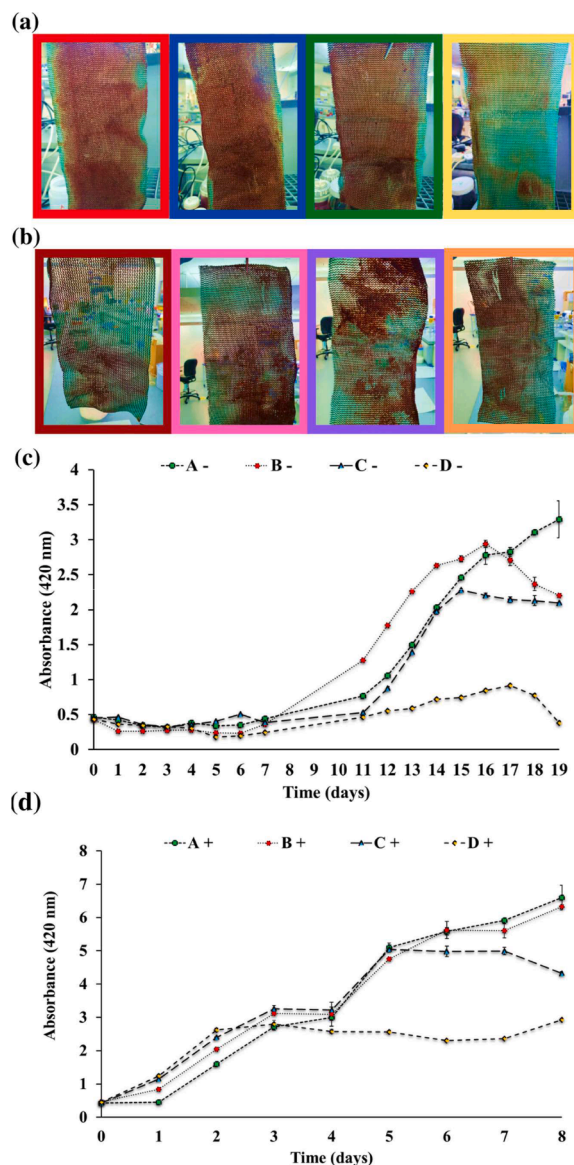 (a)
(b)
(c)
A - B - C - D -
4
3.5
3
2.5
2
1.5
1
0.5
0
Absorbance (420 nm)
0 1 2 3 4 5 6 7 8 9 10 11 12 13 14 15 16 17 18 19
Time (days)
(d)
A + B + C + D +
8
7
6
5
4
3
2
1
0
Absorbance (420 nm)
0 1 2 3 4 5 6 7 8
Time (days)